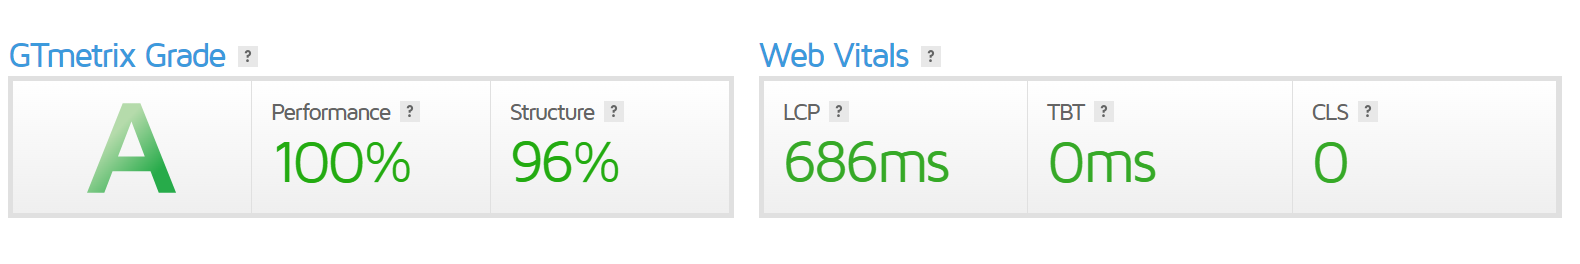 GTmetrix Grade ?
Web Vitals ?
A
Performance ?
100%
Structure ?
96%
LCP ?
686ms
TBT ?
0ms
CLS ?
0